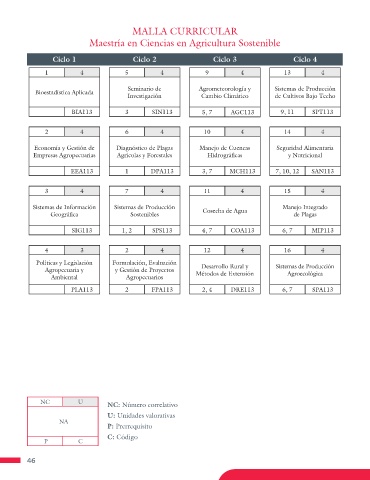 MALLA CURRICULAR
Maestría en Ciencias en Agricultura Sostenible
Ciclo 1 Ciclo 2 Ciclo 3 Ciclo 4
1 4 5 4 9 4 13 4
Bioestadística Aplicada
Seminario de
Investigación
Agrometeorología y
Cambio Climático
Sistemas de Producción
de Cultivos Bajo Techo
BIA113 3 SIN113 5, 7 AGC113 9, 11 SPT113
2 4 6 4 10 4 14 4
Economía y Gestión de
Empresas Agropecuarias
Diagnóstico de Plagas
Agrícolas y Forestales
Manejo de Cuencas
Hidrográficas
Seguridad Alimentaria
y Nutricional
EEA113 1 DPA113 3, 7 MCH113 7, 10, 12 SAN113
3 4 7 4 11 4 15 4
Sistemas de Información
Geográfica
Sistemas de Producción
Sostenibles
Cosecha de Agua
Manejo Integrado
de Plagas
SIG113 1, 2 SPS113 4, 7 COA113 6, 7 MIP113
4 3 2 4 12 4 16 4
Políticas y Legislación
Agropecuaria y
Ambiental
Formulación, Evaluación
y Gestión de Proyectos
Agropecuarios
Desarrollo Rural y
Métodos de Extensión
Sistemas de Producción
Agroecológica
PLA113 2 FPA113 2, 4 DRE113 6, 7 SPA113
NC U
NA
P C
NC: Número correlativo
U: Unidades valorativas
P: Prerrequisito
C: Código
46